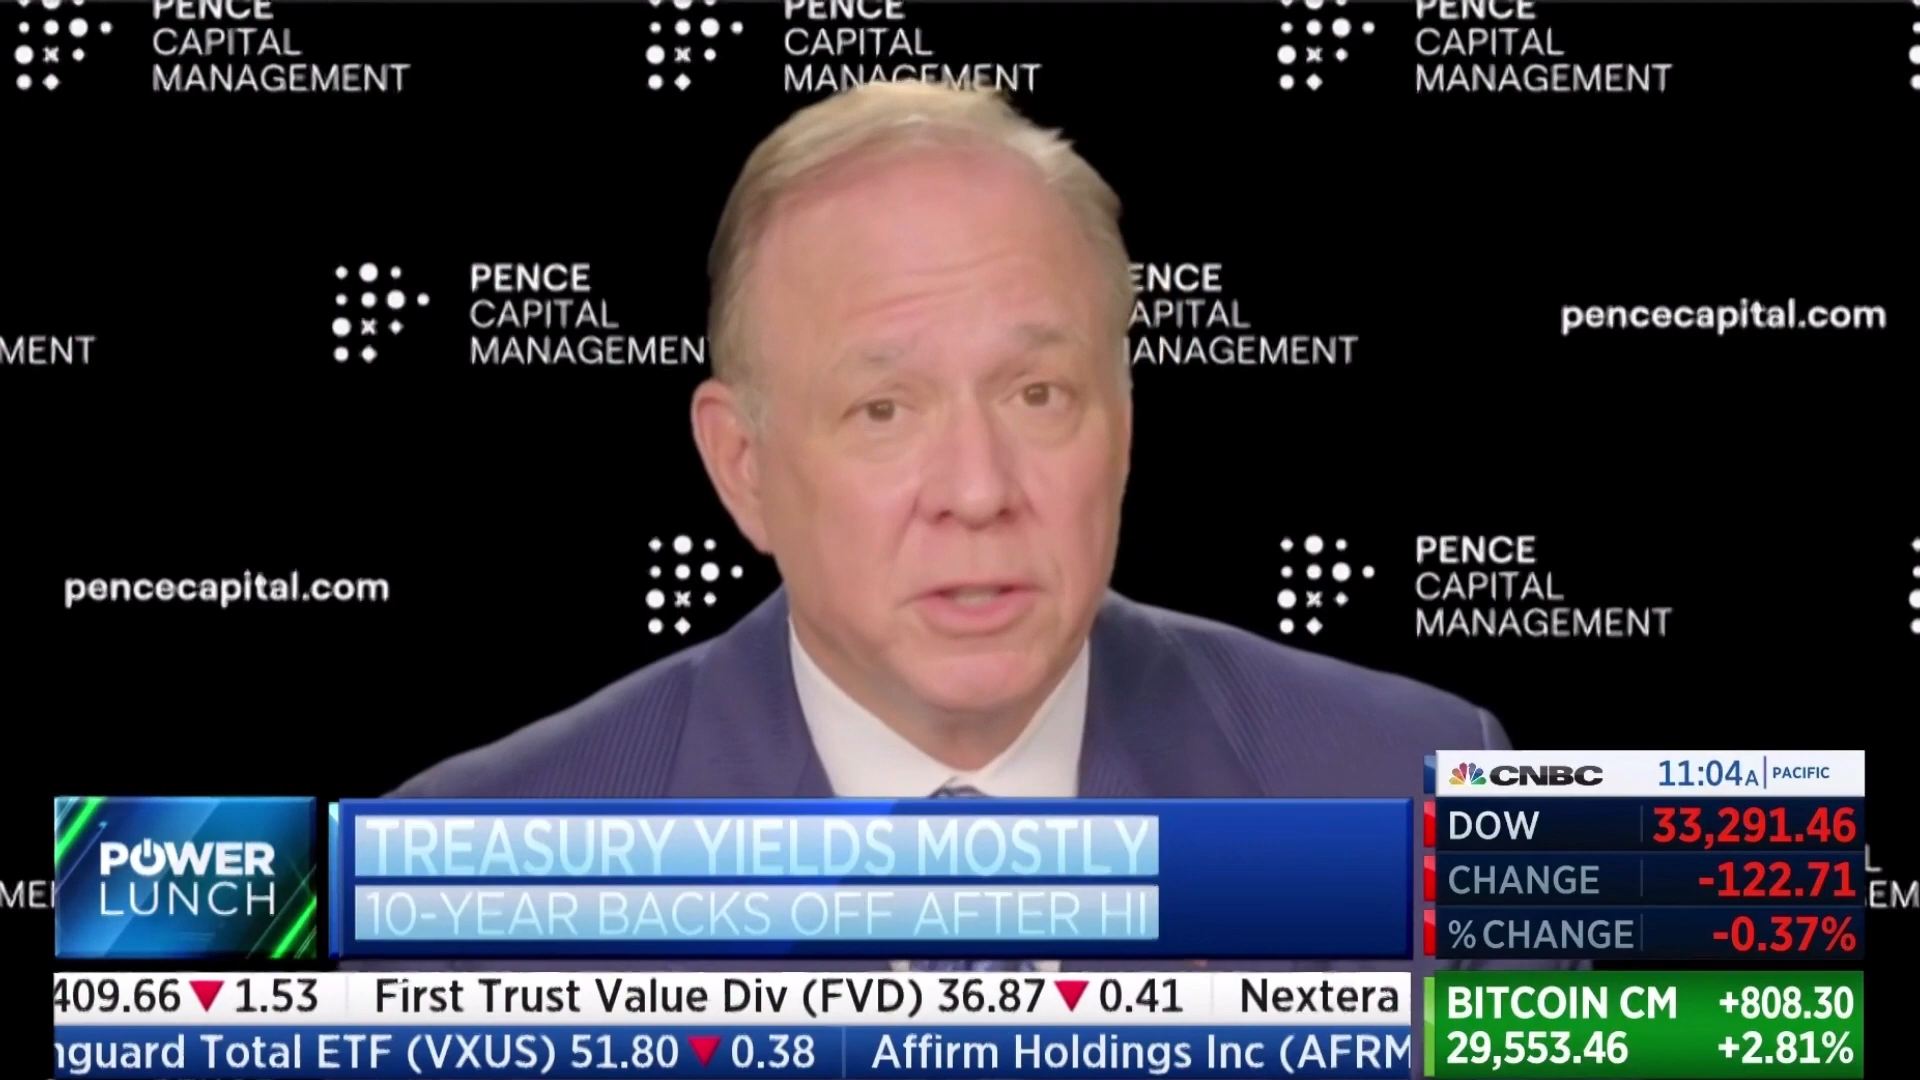 PENCE
CAPITAL
MANAGEMENT
PENCE
CAPITAL
MANAGEMENT
PENCE
CAPITAL
MANAGEMENT
MENT
PENCE
CAPITAL
MANAGEMEN
ENCE
APITAL
ANAGEMENT
pencecapital.com
pencecapital.com
PENCE
CAPITAL
MANAGEMENT
CNBC 11:04A PACIFIC
DOW 33,291.46
CHANGE -122.71
% CHANGE -0.37%
POWER
LUNCH
TREASURY YIELDS MOSTLY
10-YEAR BACKS OFF AFTER HI
409.66 ▼ 1.53 First Trust Value Div (FVD) 36.87 ▼ 0.41 Nextera
nguard Total ETF (VXUS) 51.80 ▼ 0.38 Affirm Holdings Inc (AFRM
BITCOIN CM +808.30
29,553.46 +2.81%